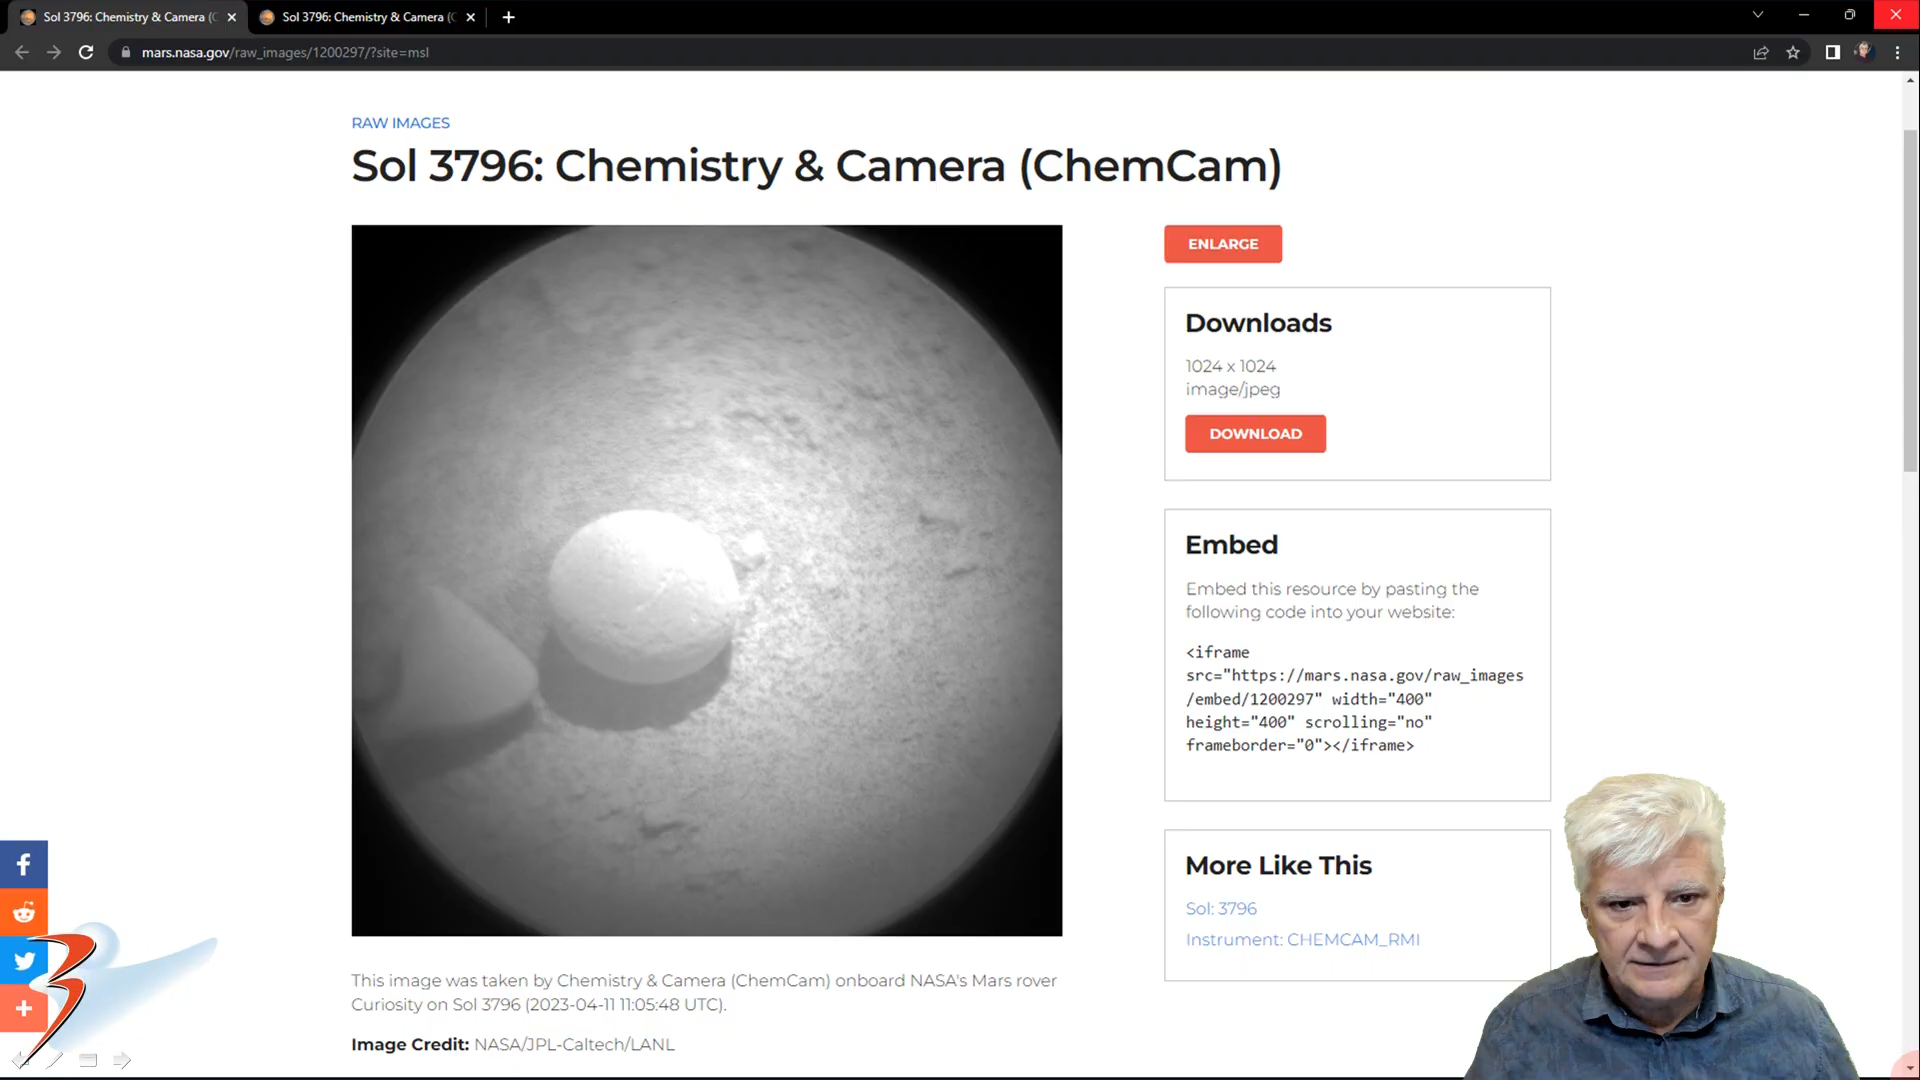 Sol 3796: Chemistry & Camera (C
Sol 3796: Chemistry & Camera (C
mars.nasa.gov/raw_images/1200297/?site=msl
RAW IMAGES
Sol 3796: Chemistry & Camera (ChemCam)
ENLARGE
Downloads
1024 x 1024
image/jpeg
DOWNLOAD
Embed
Embed this resource by pasting the
following code into your website:
<iframe
src="https://mars.nasa.gov/raw_images
/embed/1200297" width="400"
height="400" scrolling="no"
frameborder="0"></iframe>
More Like This
Sol: 3796
Instrument: CHEMCAM_RMI
This image was taken by Chemistry & Camera (ChemCam) onboard NASA's Mars rover
Curiosity on Sol 3796 (2023-04-11 11:05:48 UTC).
Image Credit: NASA/JPL-Caltech/LANL